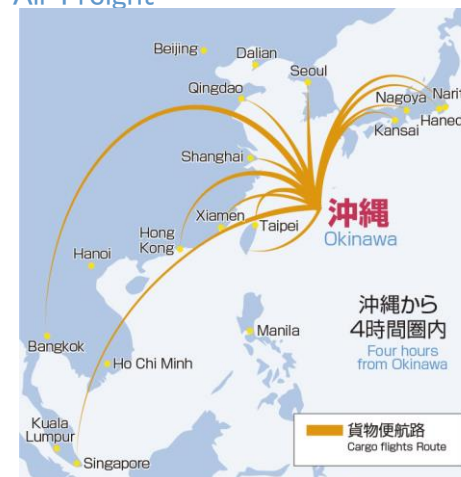 Air Freight
Beijing
Dalian
Seoul
Qingdao
Nagoya
Narit
Haned
Kansai
Shanghai
沖縄
Okinawa
Xiamen
Taipei
Hong
Kong
Hanoi
沖縄から
4時間圏内
Four hours
from Okinawa
Manila
Bangkok
Ho Chi Minh
Kuala
Lumpur
Singapore
貨物便航路
Cargo flights Route